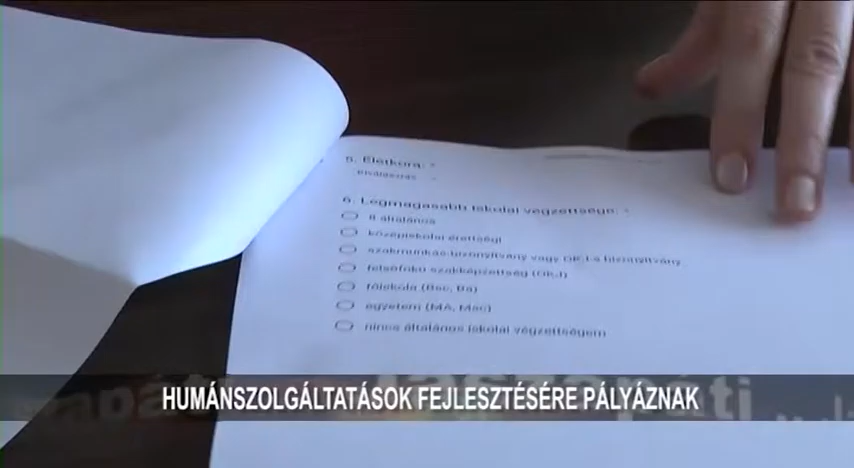 5. Életkora: *
6. Legmagasabb iskolai végzettsége: *
8 általános
középiskolai érettségi
szakmunkás-bizonyítvány vagy OKJ-s bizonyítvány
felsőfokú szakképzettség (OKJ)
főiskola (Bsc, Ba)
egyetem (MA, Msc)
nincs általános iskolai végzettségem
HUMÁNSZOLGÁLTATÁSOK FEJLESZTÉSÉRE PÁLYÁZNAK